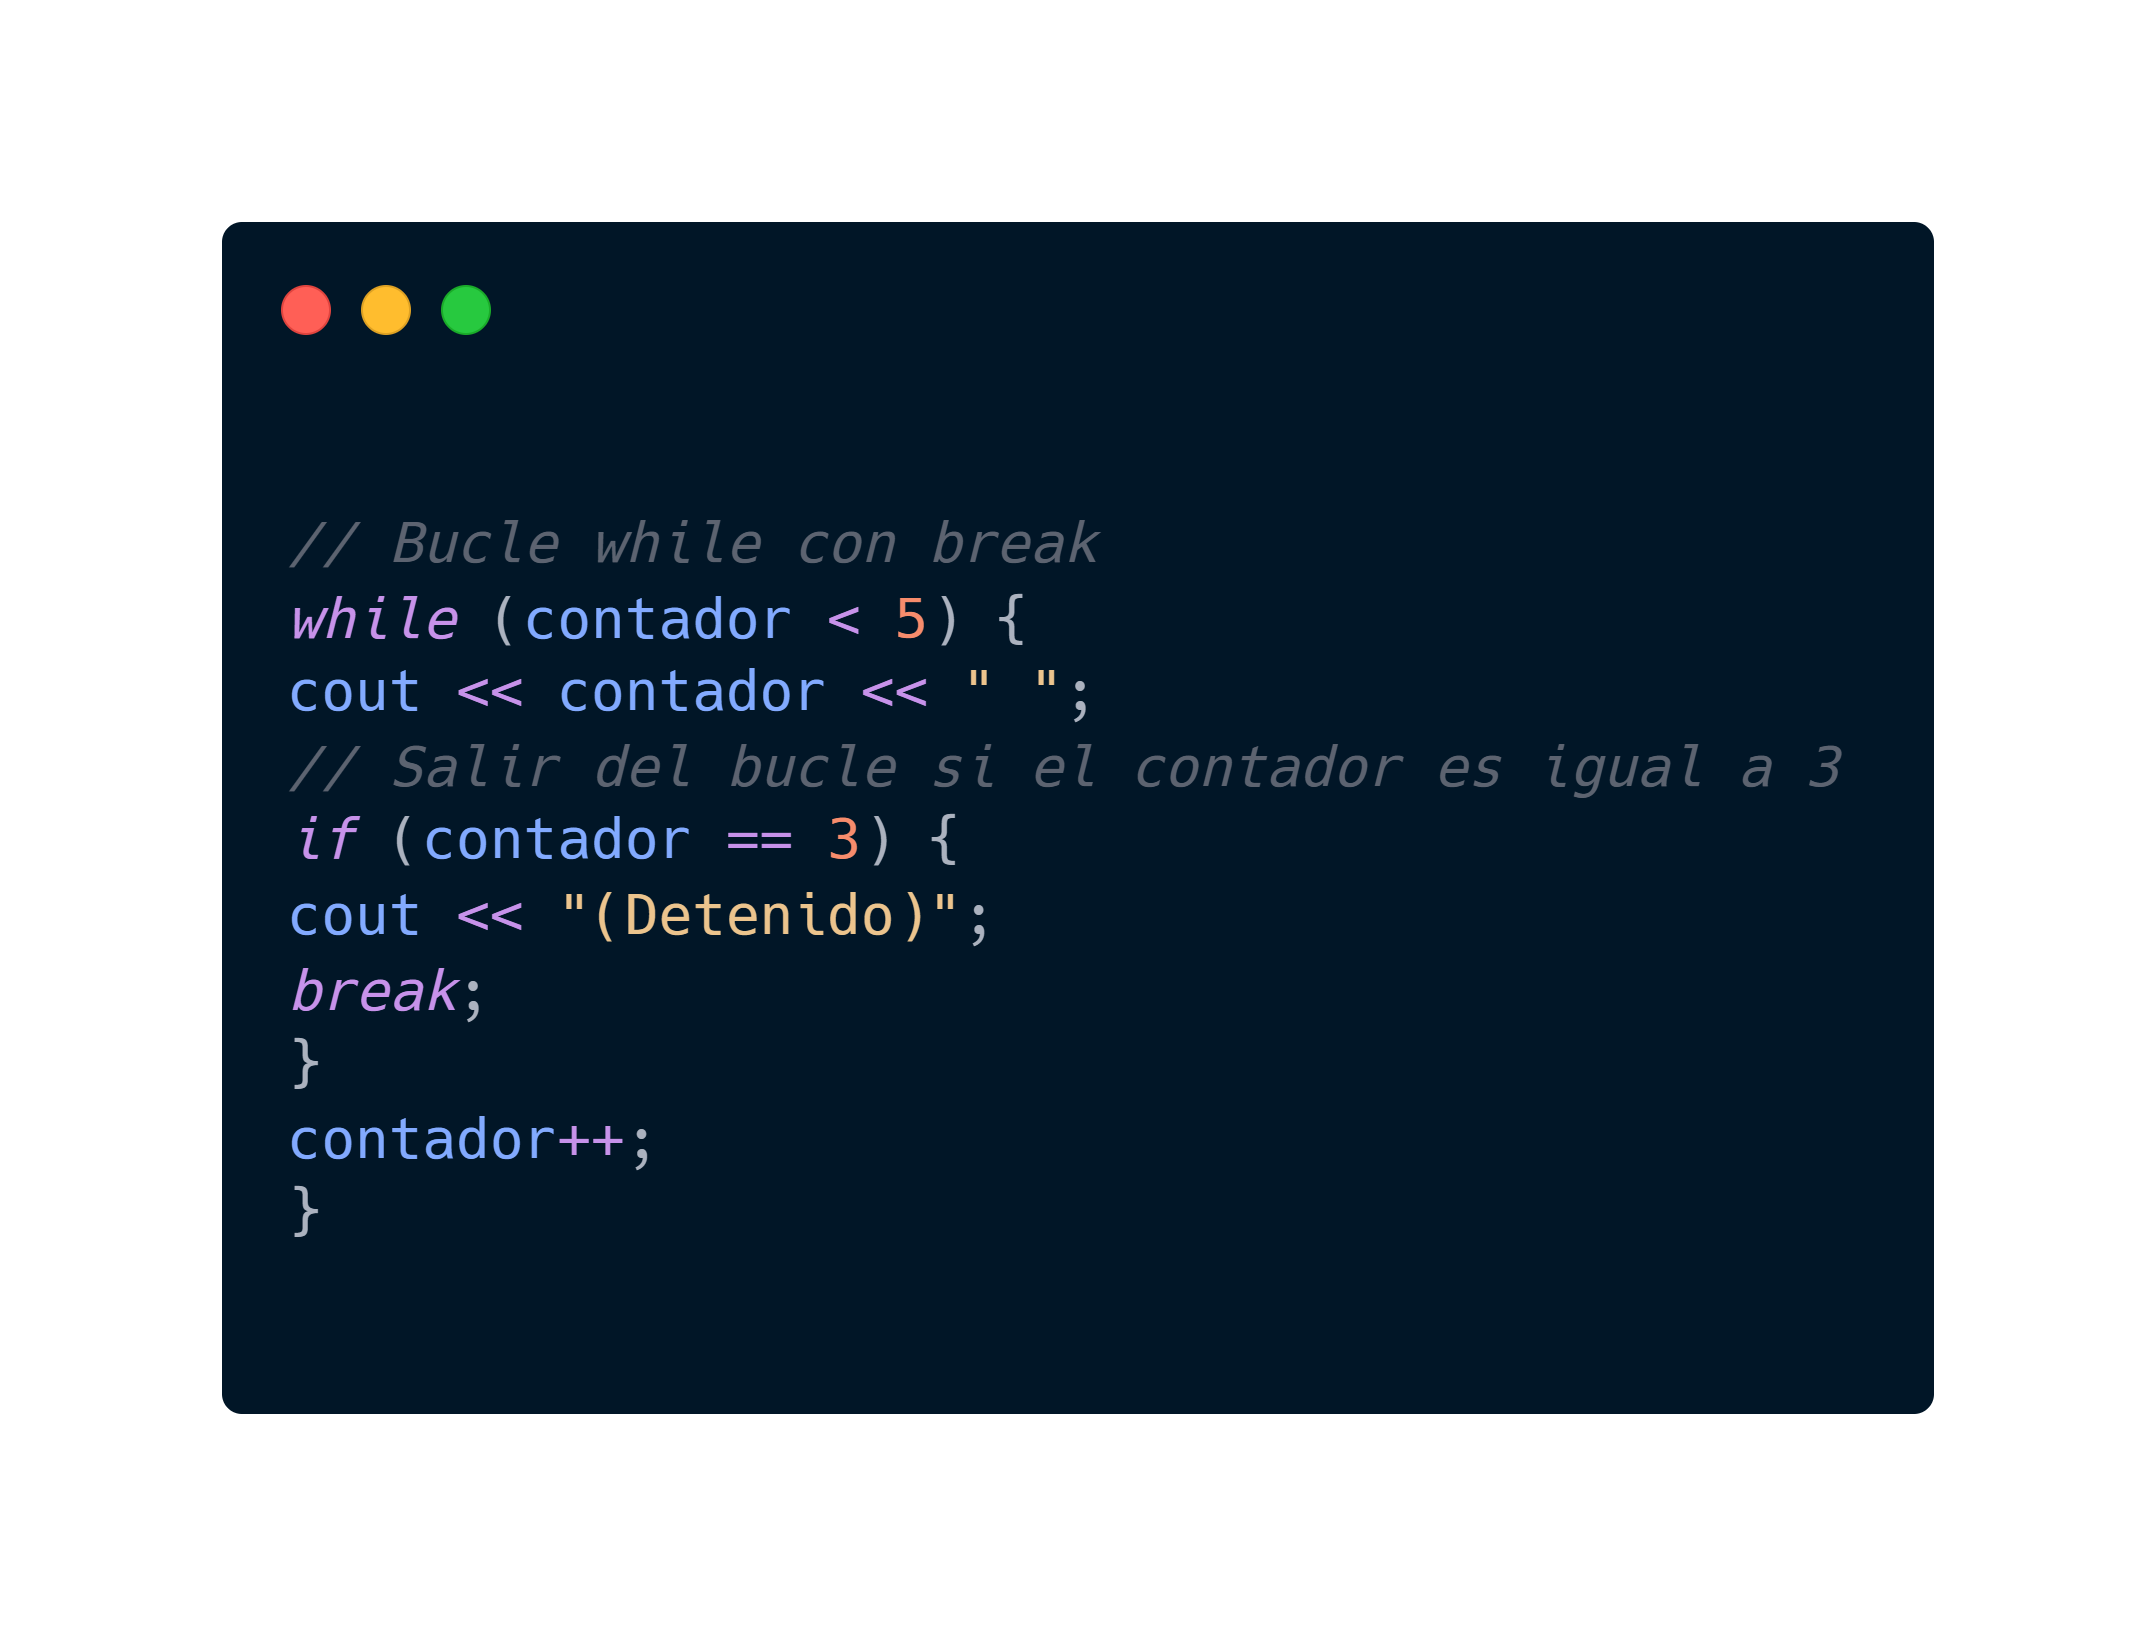 // Bucle while con break
while (contador < 5) {
cout << contador << " ";
// Salir del bucle si el contador es igual a 3
if (contador == 3) {
cout << "(Detenido)";
break;
}
contador++;
}